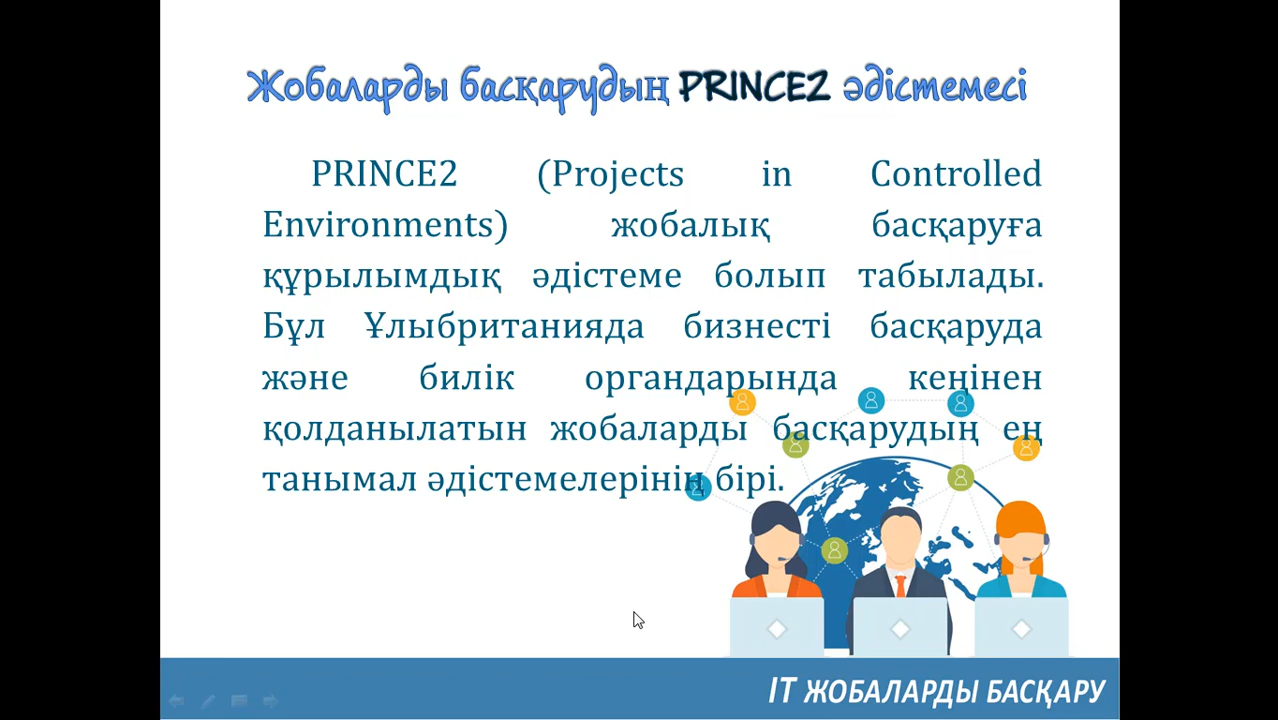 Жобаларды басқарудың PRINCE2 әдістемесі
PRINCE2 (Projects in Controlled
Environments) жобалық басқаруға
құрылымдық әдістеме болып табылады.
Бұл Ұлыбританияда бизнесті басқаруда
және билік органдарында кеңінен
қолданылатын жобаларды басқарудың ең
танымал әдістемелерінің бірі.
IT ЖОБАЛАРДЫ БАСҚАРУ